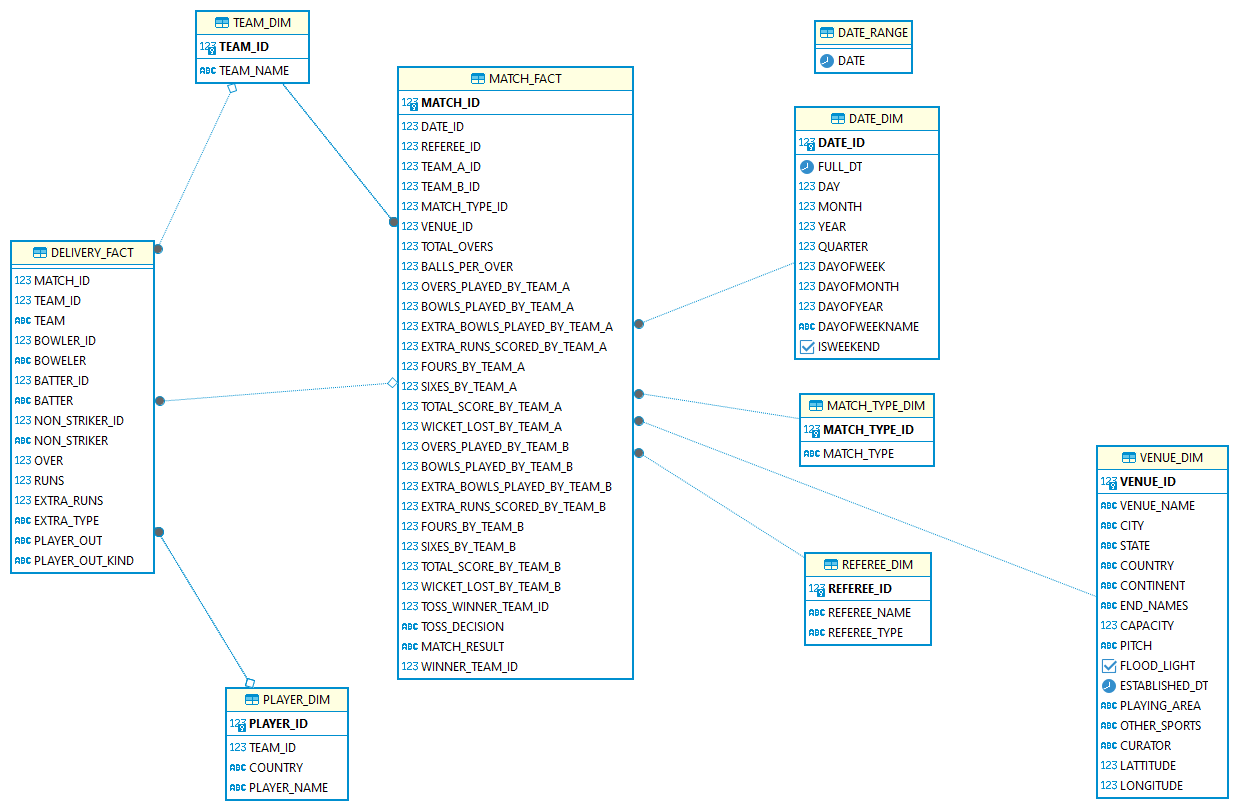 TEAM_DIM
123 TEAM_ID
ABC TEAM_NAME
DELIVERY_FACT
123 MATCH_ID
123 TEAM_ID
ABC TEAM
123 BOWLER_ID
ABC BOWELER
123 BATTER_ID
ABC BATTER
123 NON_STRIKER_ID
ABC NON_STRIKER
123 OVER
123 RUNS
123 EXTRA_RUNS
ABC EXTRA_TYPE
ABC PLAYER_OUT
ABC PLAYER_OUT_KIND
PLAYER_DIM
123 PLAYER_ID
123 TEAM_ID
ABC COUNTRY
ABC PLAYER_NAME
MATCH_FACT
123 MATCH_ID
123 DATE_ID
123 REFEREE_ID
123 TEAM_A_ID
123 TEAM_B_ID
123 MATCH_TYPE_ID
123 VENUE_ID
123 TOTAL_OVERS
123 BALLS_PER_OVER
123 OVERS_PLAYED_BY_TEAM_A
123 BOWLS_PLAYED_BY_TEAM_A
123 EXTRA_BOWLS_PLAYED_BY_TEAM_A
123 EXTRA_RUNS_SCORED_BY_TEAM_A
123 FOURS_BY_TEAM_A
123 SIXES_BY_TEAM_A
123 TOTAL_SCORE_BY_TEAM_A
123 WICKET_LOST_BY_TEAM_A
123 OVERS_PLAYED_BY_TEAM_B
123 BOWLS_PLAYED_BY_TEAM_B
123 EXTRA_BOWLS_PLAYED_BY_TEAM_B
123 EXTRA_RUNS_SCORED_BY_TEAM_B
123 FOURS_BY_TEAM_B
123 SIXES_BY_TEAM_B
123 TOTAL_SCORE_BY_TEAM_B
123 WICKET_LOST_BY_TEAM_B
123 TOSS_WINNER_TEAM_ID
ABC TOSS_DECISION
ABC MATCH_RESULT
123 WINNER_TEAM_ID
DATE_RANGE
DATE
DATE_DIM
123 DATE_ID
FULL_DT
123 DAY
123 MONTH
123 YEAR
123 QUARTER
123 DAYOFWEEK
123 DAYOFMONTH
123 DAYOFYEAR
ABC DAYOFWEEKNAME
ISWEEKEND
MATCH_TYPE_DIM
123 MATCH_TYPE_ID
ABC MATCH_TYPE
REFEREE_DIM
123 REFEREE_ID
ABC REFEREE_NAME
ABC REFEREE_TYPE
VENUE_DIM
123 VENUE_ID
ABC VENUE_NAME
ABC CITY
ABC STATE
ABC COUNTRY
ABC CONTINENT
ABC END_NAMES
123 CAPACITY
ABC PITCH
FLOOD_LIGHT
ESTABLISHED_DT
ABC PLAYING_AREA
ABC OTHER_SPORTS
ABC CURATOR
123 LATTITUDE
123 LONGITUDE